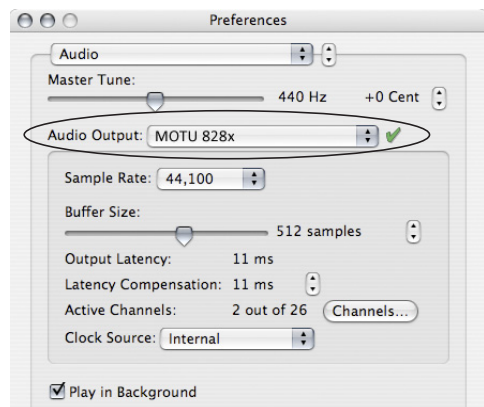 Preferences
Audio
Master Tune:
440 Hz +0 Cent
Audio Output: MOTU 828x
Sample Rate: 44,100
Buffer Size:
512 samples
Output Latency: 11 ms
Latency Compensation: 11 ms
Active Channels: 2 out of 26 Channels...
Clock Source: Internal
Play in Background